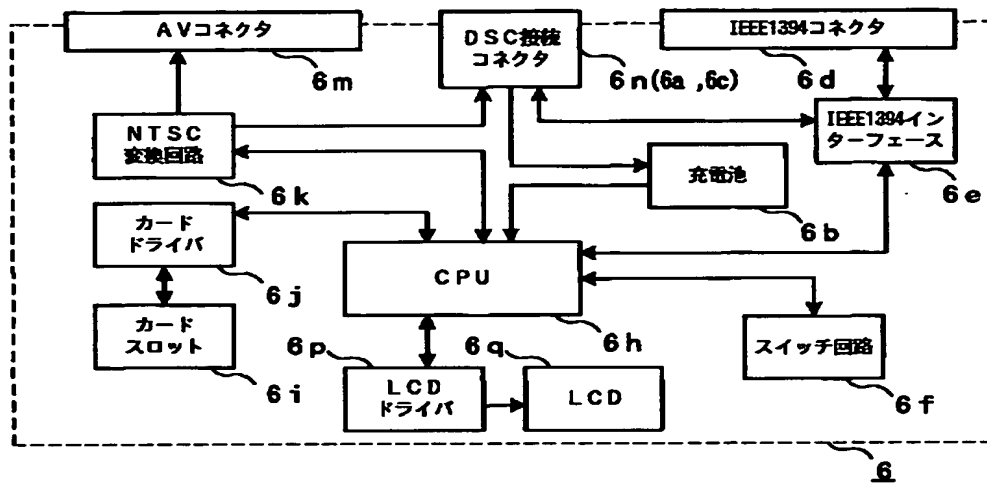 AVコネクタ
6m
DSC接続
コネクタ
6n(6a ,6c)
IEEE1394コネクタ
6d
NTSC
変換回路
6k
IEEE1394イン
ターフェース
6e
充電池
6b
カード
ドライバ
6j
CPU
6h
カード
スロット
6i
スイッチ回路
6f
6p
LCD
ドライバ
6q
LCD
6